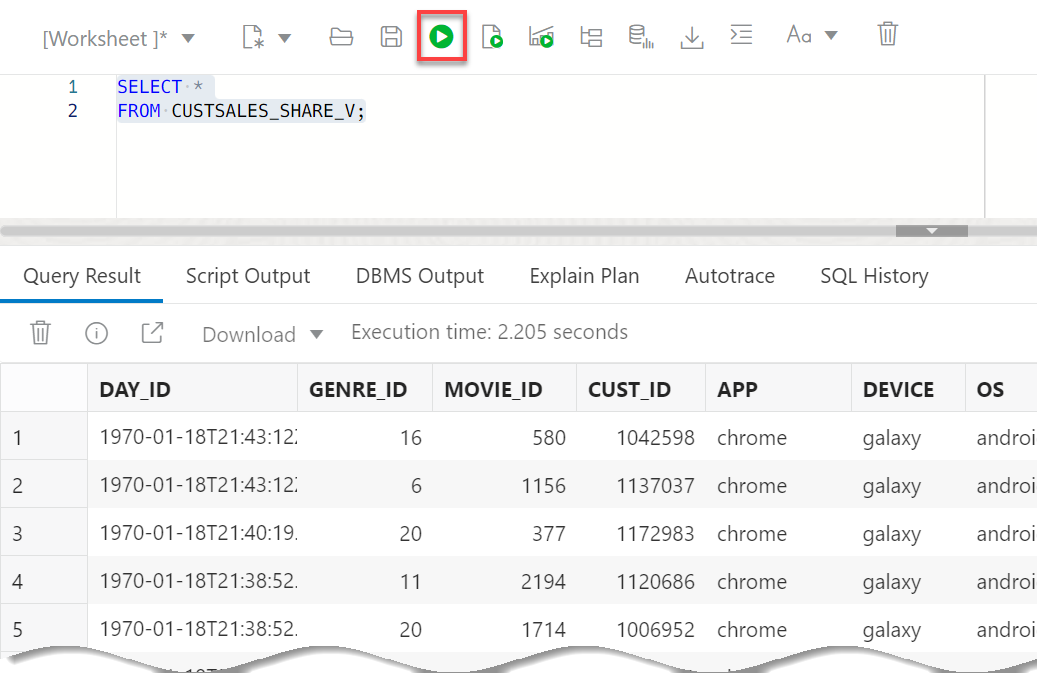 [Worksheet ]*
Aa
1 SELECT *
2 FROM CUSTSALES_SHARE_V;
Query Result Script Output DBMS Output Explain Plan Autotrace SQL History
Download Execution time: 2.205 seconds
DAY_ID GENRE_ID MOVIE_ID CUST_ID APP DEVICE OS
1 1970-01-18T21:43:12Z 16 580 1042598 chrome galaxy androi
2 1970-01-18T21:43:12Z 6 1156 1137037 chrome galaxy androi
3 1970-01-18T21:40:19. 20 377 1172983 chrome galaxy androi
4 1970-01-18T21:38:52. 11 2194 1120686 chrome galaxy androi
5 1970-01-18T21:38:52. 20 1714 1006952 chrome galaxy androi